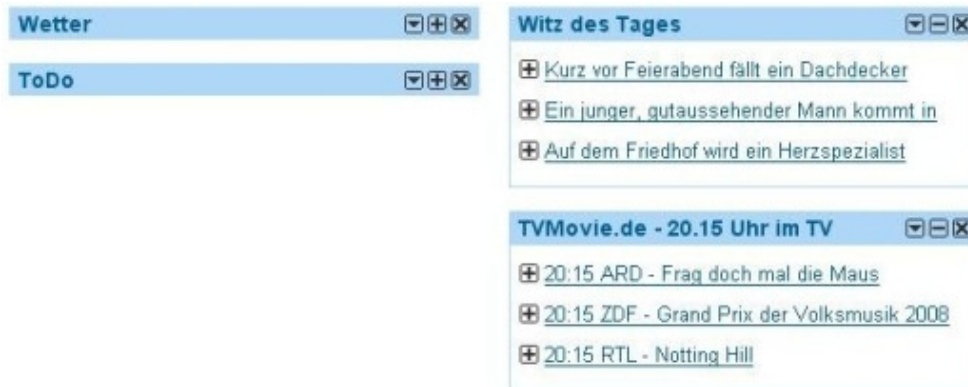 Wetter
ToDo
Witz des Tages
Kurz vor Feierabend fällt ein Dachdecker
Ein junger, gutaussehender Mann kommt in
Auf dem Friedhof wird ein Herzspezialist
TVMovie.de - 20.15 Uhr im TV
20:15 ARD - Frag doch mal die Maus
20:15 ZDF - Grand Prix der Volksmusik 2008
20:15 RTL - Notting Hill